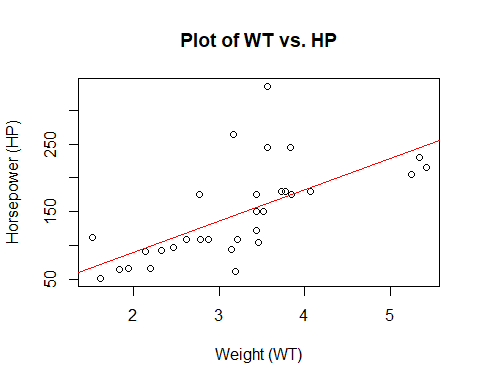 Plot of WT vs. HP
Horsepower (HP)
250
150
50
2 3 4 5
Weight (WT)